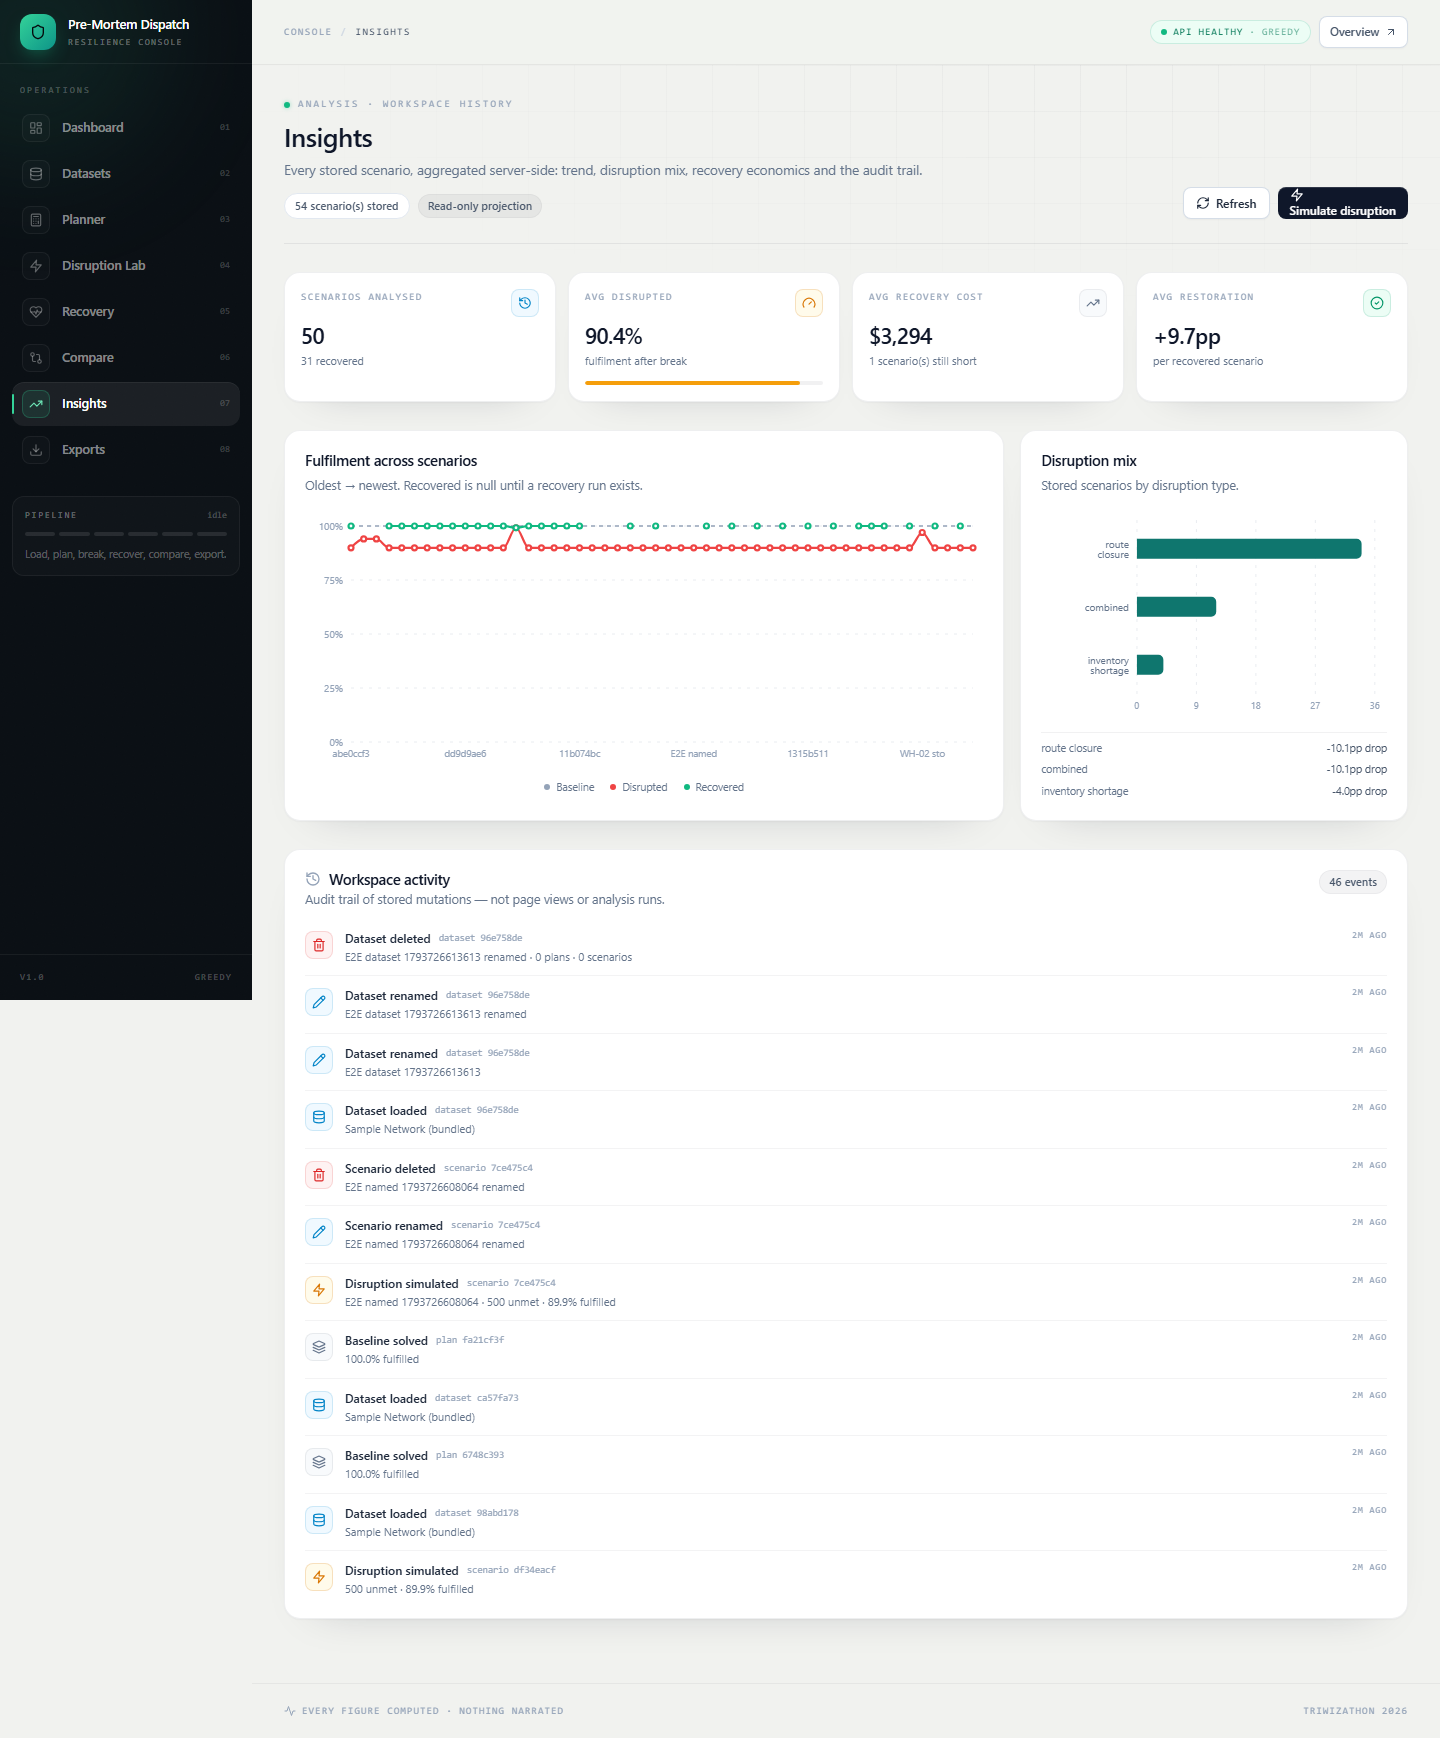 Pre-Mortem Dispatch
RESILIENCE CONSOLE
OPERATIONS
Dashboard 01
Datasets 02
Planner 03
Disruption Lab 04
Recovery 05
Compare 06
Insights 07
Exports 08
PIPELINE idle
Load, plan, break, recover, compare, export.
V1.0 GREEDY
CONSOLE / INSIGHTS
API HEALTHY · GREEDY
Overview
ANALYSIS · WORKSPACE HISTORY
Insights
Every stored scenario, aggregated server-side: trend, disruption mix, recovery economics and the audit trail.
54 scenario(s) stored
Read-only projection
Refresh
Simulate disruption
SCENARIOS ANALYSED
50
31 recovered
AVG DISRUPTED
90.4%
fulfilment after break
AVG RECOVERY COST
$3,294
1 scenario(s) still short
AVG RESTORATION
+9.7pp
per recovered scenario
Fulfilment across scenarios
Oldest → newest. Recovered is null until a recovery run exists.
100%
75%
50%
25%
0%
abe0ccf3 dd9d9ae6 11b074bc E2E named 1315b511 WH-02 sto
Baseline Disrupted Recovered
Disruption mix
Stored scenarios by disruption type.
route
closure
combined
inventory
shortage
0 9 18 27 36
route closure -10.1pp drop
combined -10.1pp drop
inventory shortage -4.0pp drop
Workspace activity
46 events
Audit trail of stored mutations — not page views or analysis runs.
Dataset deleted dataset 96e758de 2M AGO
E2E dataset 1793726613613 renamed · 0 plans · 0 scenarios
Dataset renamed dataset 96e758de 2M AGO
E2E dataset 1793726613613 renamed
Dataset renamed dataset 96e758de 2M AGO
E2E dataset 1793726613613
Dataset loaded dataset 96e758de 2M AGO
Sample Network (bundled)
Scenario deleted scenario 7ce475c4 2M AGO
E2E named 1793726608064 renamed
Scenario renamed scenario 7ce475c4 2M AGO
E2E named 1793726608064 renamed
Disruption simulated scenario 7ce475c4 2M AGO
E2E named 1793726608064 · 500 unmet · 89.9% fulfilled
Baseline solved plan fa21cf3f 2M AGO
100.0% fulfilled
Dataset loaded dataset ca57fa73 2M AGO
Sample Network (bundled)
Baseline solved plan 6748c393 2M AGO
100.0% fulfilled
Dataset loaded dataset 98abd178 2M AGO
Sample Network (bundled)
Disruption simulated scenario df34eacf 2M AGO
500 unmet · 89.9% fulfilled
EVERY FIGURE COMPUTED · NOTHING NARRATED
TRIWIZATHON 2026